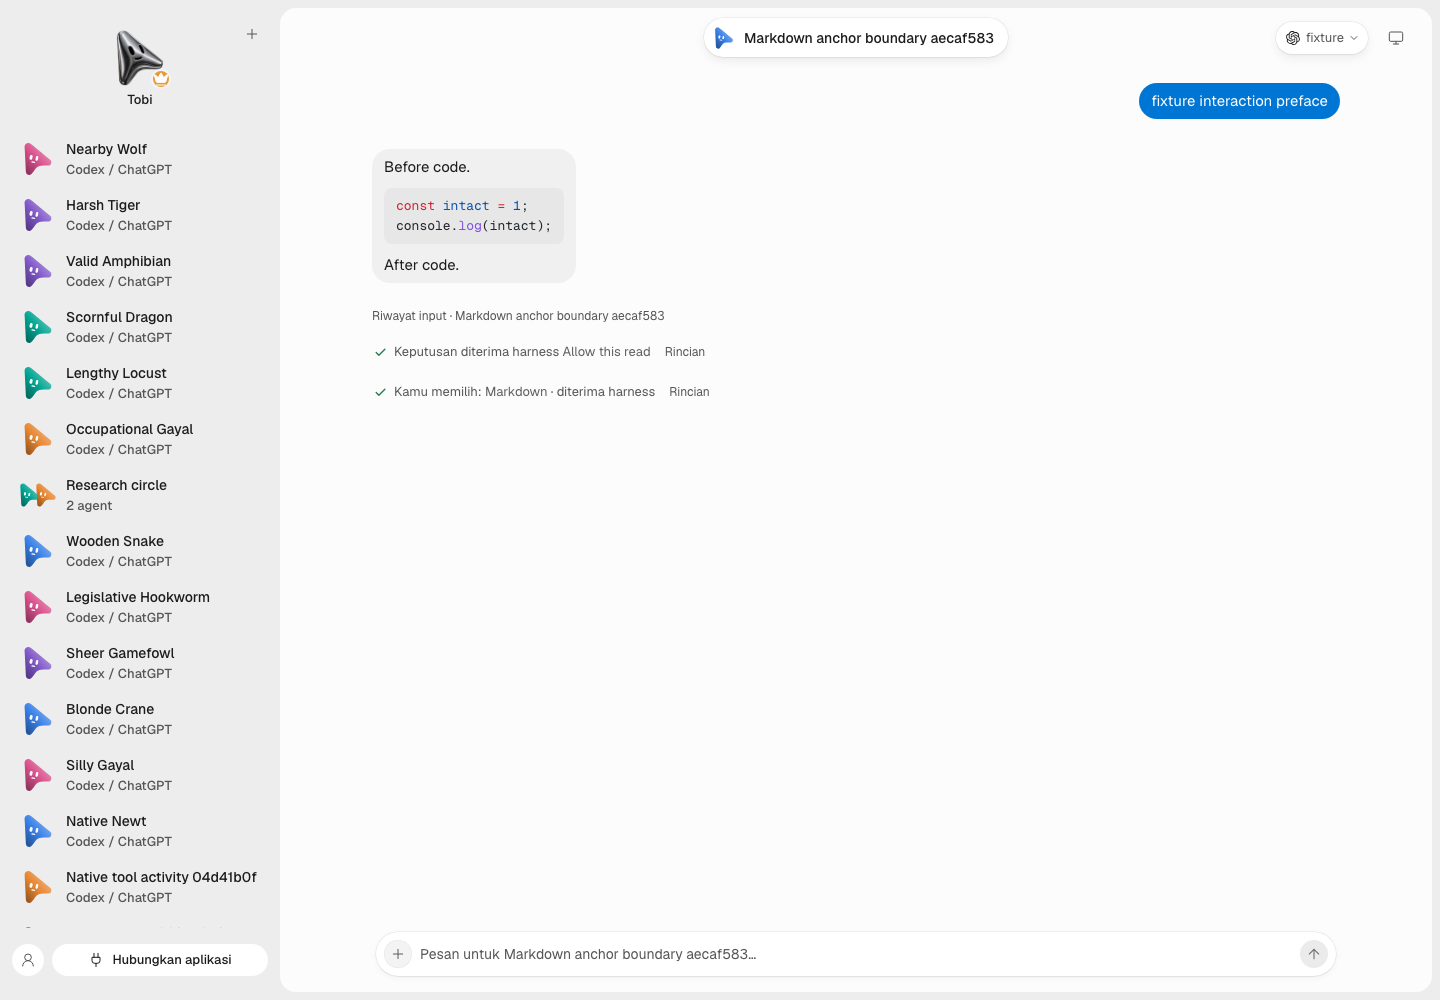 Tobi
Nearby Wolf
Codex / ChatGPT
Harsh Tiger
Codex / ChatGPT
Valid Amphibian
Codex / ChatGPT
Scornful Dragon
Codex / ChatGPT
Lengthy Locust
Codex / ChatGPT
Occupational Gayal
Codex / ChatGPT
Research circle
2 agent
Wooden Snake
Codex / ChatGPT
Legislative Hookworm
Codex / ChatGPT
Sheer Gamefowl
Codex / ChatGPT
Blonde Crane
Codex / ChatGPT
Silly Gayal
Codex / ChatGPT
Native Newt
Codex / ChatGPT
Native tool activity 04d41b0f
Codex / ChatGPT
Hubungkan aplikasi
Markdown anchor boundary aecaf583
fixture
fixture interaction preface
Before code.
const intact = 1;
console.log(intact);
After code.
Riwayat input · Markdown anchor boundary aecaf583
Keputusan diterima harness Allow this read Rincian
Kamu memilih: Markdown · diterima harness Rincian
Pesan untuk Markdown anchor boundary aecaf583...